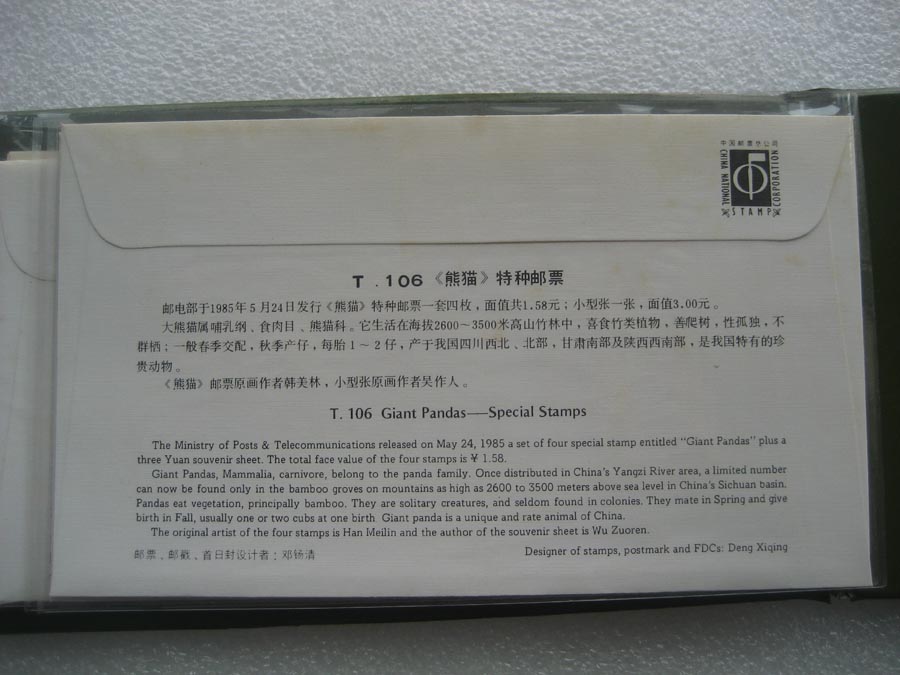 中国邮票总公司
CHINA NATIONAL
STAMP
CORPORATION
T.106《熊猫》特种邮票
邮电部于1985年5月24日发行《熊猫》特种邮票一套四枚，面值共1.58元；小型张一张，面值3.00元。
大熊猫属哺乳纲、食肉目、熊猫科。它生活在海拔2600～3500米高山竹林中，喜食竹类植物，善爬树，性孤独，不
群栖；一般春季交配，秋季产仔，每胎1～2仔，产于我国四川西北、北部，甘肃南部及陕西西南部，是我国特有的珍
贵动物。
《熊猫》邮票原画作者韩美林，小型张原画作者吴作人。
T. 106 Giant Pandas——Special Stamps
The Ministry of Posts & Telecommunications released on May 24, 1985 a set of four special stamp entitled "Giant Pandas" plus a
three Yuan souvenir sheet. The total face value of the four stamps is ¥ 1.58.
Giant Pandas, Mammalia, carnivore, belong to the panda family. Once distributed in China's Yangzi River area, a limited number
can now be found only in the bamboo groves on mountains as high as 2600 to 3500 meters above sea level in China's Sichuan basin.
Pandas eat vegetation, principally bamboo. They are solitary creatures, and seldom found in colonies. They mate in Spring and give
birth in Fall, usually one or two cubs at one birth Giant panda is a unique and rate animal of China.
The original artist of the four stamps is Han Meilin and the author of the souvenir sheet is Wu Zuoren.
邮票、邮戳、首日封设计者：邓锡清
Designer of stamps, postmark and FDCs: Deng Xiqing